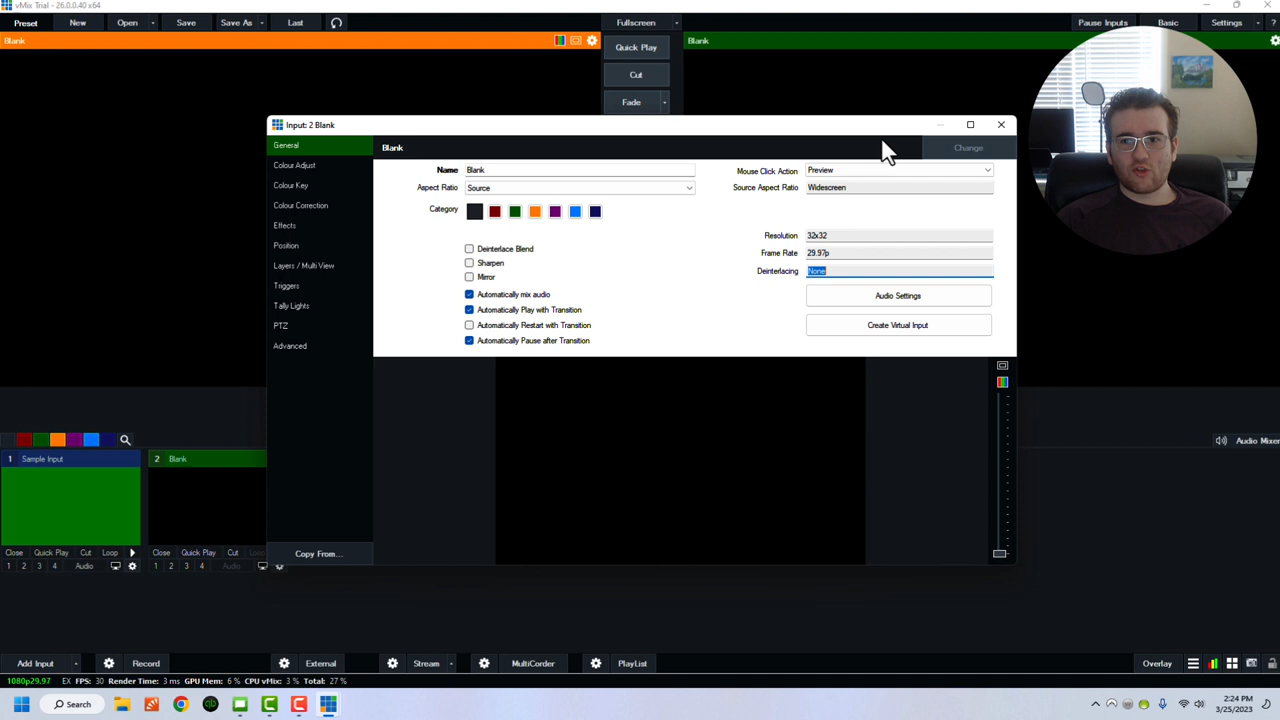 vMix Trial - 26.0.0.40 x64
Preset New Open Save Save As Last Fullscreen Pause Inputs Basic Settings ?
Blank
Quick Play
Blank
Cut
Fade
Input: 2 Blank
General
Colour Adjust
Colour Key
Colour Correction
Effects
Position
Layers / Multi View
Triggers
Tally Lights
PTZ
Advanced
Copy From...
Blank Change
Name Blank Mouse Click Action Preview
Aspect Ratio Source Source Aspect Ratio Widescreen
Category
Resolution 32x32
Deinterlace Blend Frame Rate 29.97p
Sharpen Deinterlacing None
Mirror
Automatically mix audio Audio Settings
Automatically Play with Transition
Automatically Restart with Transition Create Virtual Input
Automatically Pause after Transition
Audio Mixer
1 Sample Input 2 Blank
Close Quick Play Cut Loop Close Quick Play Cut Loop
1 2 3 4 Audio 1 2 3 4 Audio
Add Input Record External Stream MultiCorder PlayList Overlay
1080p29.97 EX FPS: 30 Render Time: 3 ms GPU Mem: 6 % CPU vMix: 3 % Total: 27 %
Search
2:24 PM
3/25/2023